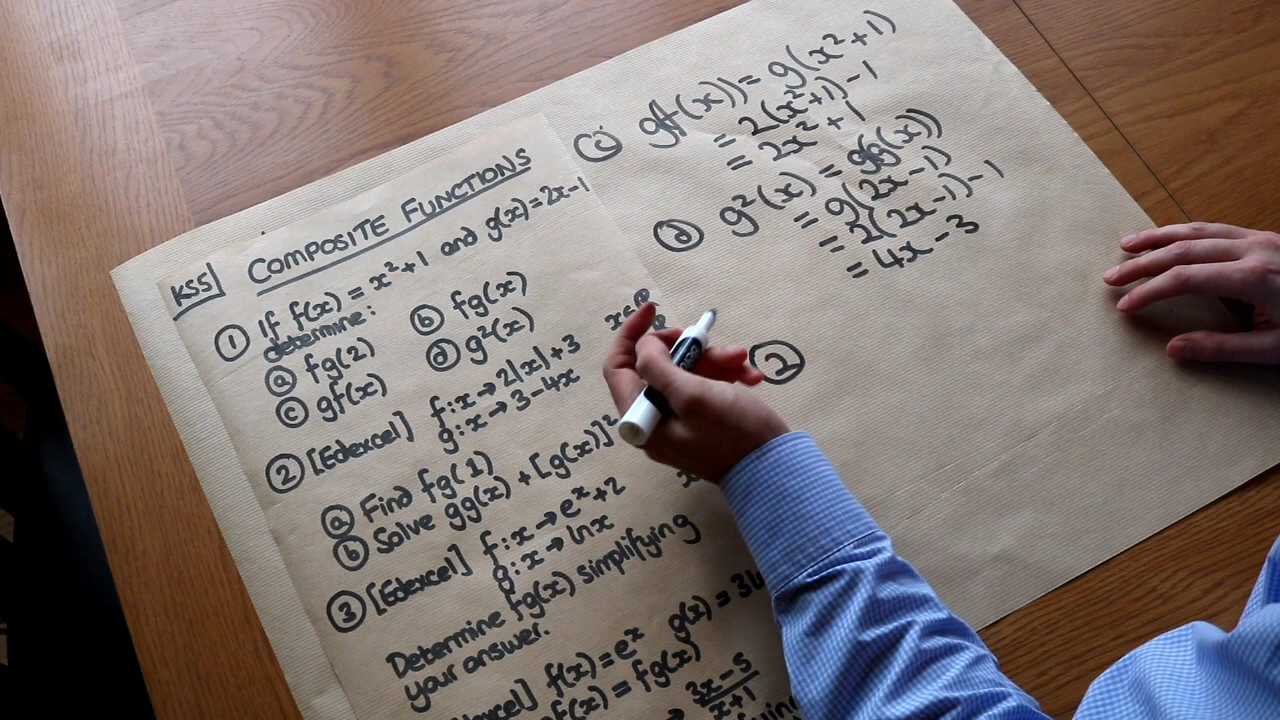 KS5
COMPOSITE FUNCTIONS
① If f(x) = x²+1 and g(x) = 2x-1
determine:
ⓐ fg(2) ⓑ fg(x)
ⓒ gf(x) ⓓ g²(x)
② [Edexcel] f: x → 2|x| + 3
g: x → 3-4x
ⓐ Find fg(1)
ⓑ Solve gg(x) + [g(x)]²
③ [Edexcel] f: x → eˣ+2
g: x → ln x
Determine fg(x) simplifying
your answer.
f(x) = eˣ g(x) = 3
f(x) = fg(x)
3x-5
x+1
ⓒ gf(x)) = g(x²+1)
= 2(x²+1)-1
= 2x²+1
ⓓ g²(x) = g(g(x))
= g(2x-1)
= 2(2x-1)-1
= 4x-3
②